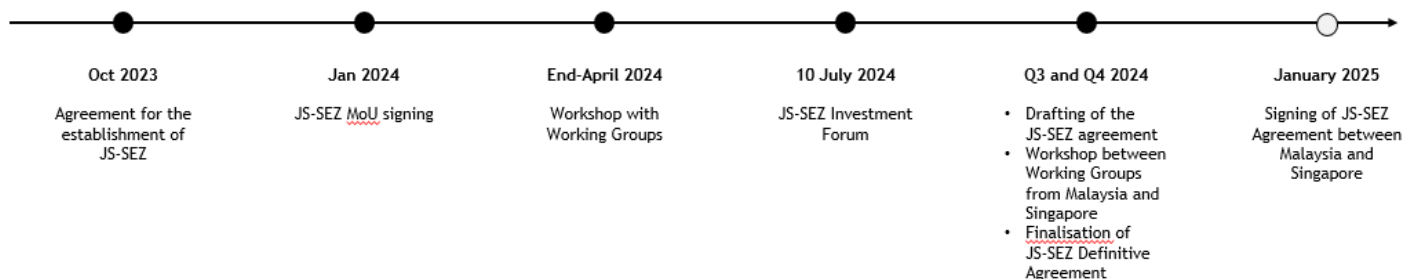 Oct 2023
Agreement for the
establishment of
JS-SEZ
Jan 2024
JS-SEZ MoU signing
End-April 2024
Workshop with
Working Groups
10 July 2024
JS-SEZ Investment
Forum
Q3 and Q4 2024
• Drafting of the
JS-SEZ agreement
• Workshop between
Working Groups
from Malaysia and
Singapore
• Finalisation of
JS-SEZ Definitive
Agreement
January 2025
Signing of JS-SEZ
Agreement between
Malaysia and
Singapore